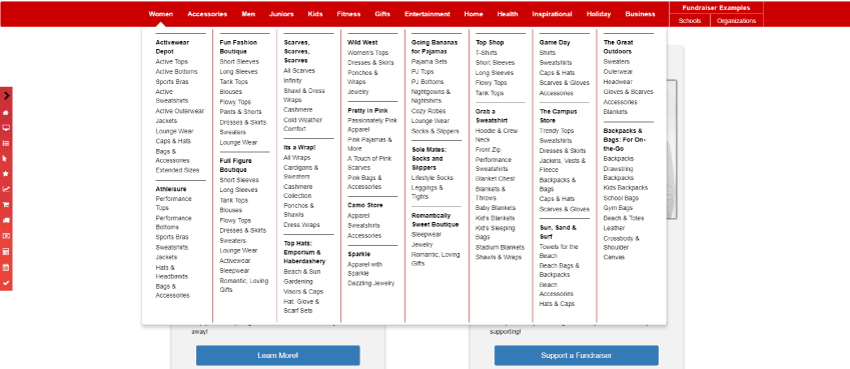 Women Accessories Men Juniors Kids Fitness Gifts Entertainment Home Health Inspirational Holiday Business
Fundraiser Examples
Schools Organizations
Activewear
Depot
Active Tops
Active Bottoms
Sports Bras
Active
Sweatshirts
Active Outerwear
Jackets
Lounge Wear
Caps & Hats
Bags &
Accessories
Extended Sizes
Athleisure
Performance
Tops
Performance
Bottoms
Sports Bras
Sweatshirts
Jackets
Hats &
Headbands
Bags &
Accessories
Fun Fashion
Boutique
Short Sleeves
Long Sleeves
Tank Tops
Blouses
Flowy Tops
Pants & Shorts
Dresses & Skirts
Sweaters
Lounge Wear
Full Figure
Boutique
Short Sleeves
Long Sleeves
Tank Tops
Blouses
Flowy Tops
Dresses & Skirts
Sweaters
Lounge Wear
Activewear
Sleepwear
Romantic, Loving
Gifts
Scarves,
Scarves,
Scarves
All Scarves
Infinity
Shawl & Dress
Wraps
Cashmere
Cold Weather
Comfort
Its a Wrap!
All Wraps
Cardigans &
Sweaters
Cashmere
Collection
Ponchos &
Shawls
Dress Wraps
Top Hats:
Emporium &
Haberdashery
Beach & Sun
Gardening
Visors & Caps
Hat, Glove &
Scarf Sets
Wild West
Women's Tops
Dresses & Skirts
Ponchos &
Wraps
Jewelry
Pretty in Pink
Passionately Pink
Apparel
Pink Pajamas &
More
A Touch of Pink
Scarves
Pink Bags &
Accessories
Camo Store
Apparel
Sweatshirts
Accessories
Sparkle
Apparel with
Sparkle
Dazzling Jewelry
Going Bananas
for Pajamas
Pajama Sets
PJ Tops
PJ Bottoms
Nightgowns &
Nightshirts
Cozy Robes
Lounge Wear
Socks & Slippers
Sole Mates:
Socks and
Slippers
Lifestyle Socks
Leggings &
Tights
Romantically
Sweet Boutique
Sleepwear
Jewelry
Romantic, Loving
Gifts
Top Shop
T-Shirts
Short Sleeves
Long Sleeves
Flowy Tops
Tank Tops
Grab a
Sweatshirt
Hoodie & Crew
Neck
Front Zip
Performance
Sweatshirts
Blanket Chest
Blankets &
Throws
Baby Blankets
Kid's Blankets
Kid's Sleeping
Bags
Stadium Blankets
Shawls & Wraps
Game Day
Shirts
Sweatshirts
Caps & Hats
Scarves & Gloves
Accessories
The Campus
Store
Trendy Tops
Sweatshirts
Dresses & Skirts
Jackets, Vests &
Fleece
Backpacks &
Bags
Caps & Hats
Scarves & Gloves
Sun, Sand &
Surf
Towels for the
Beach
Beach Bags &
Backpacks
Beach
Accessories
Hats & Caps
The Great
Outdoors
Sweaters
Outerwear
Headwear
Gloves & Scarves
Accessories
Blankets
Backpacks &
Bags: For On-
the-Go
Backpacks
Drawstring
Backpacks
Kids Backpacks
School Bags
Gym Bags
Beach & Totes
Leather
Crossbody &
Shoulder
Canvas
away!
supporting!
Learn More!
Support a Fundraiser